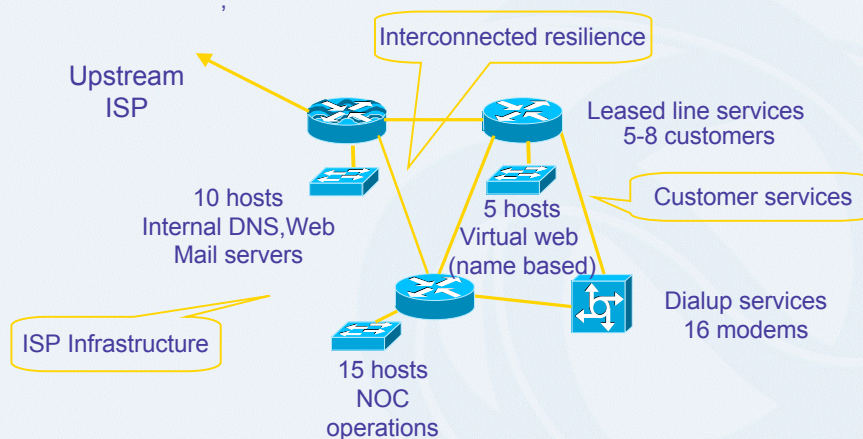 ,
Interconnected resilience
Upstream
ISP
Leased line services
5-8 customers
10 hosts
Internal DNS,Web
Mail servers
5 hosts
Virtual web
(name based)
Customer services
Dialup services
16 modems
ISP Infrastructure
15 hosts
NOC
operations